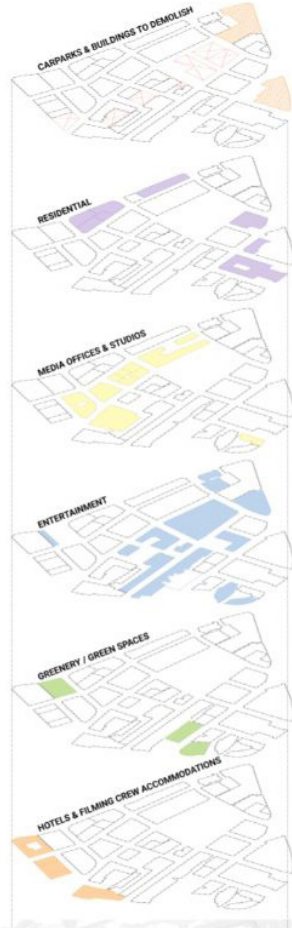 CARPARKS & BUILDINGS TO DEMOLISH
RESIDENTIAL
MEDIA OFFICES & STUDIOS
ENTERTAINMENT
GREENERY / GREEN SPACES
HOTELS & FILMING CREW ACCOMMODATIONS